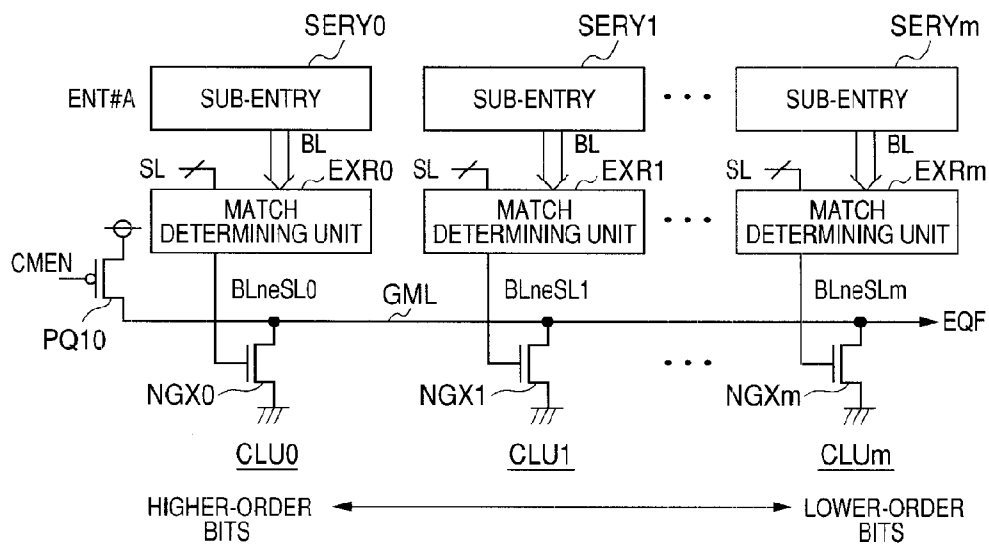 SERY0 SERY1 SERYm
ENT#A SUB-ENTRY SUB-ENTRY • • • SUB-ENTRY
BL BL BL
SL EXR0 SL EXR1 SL EXRm
MATCH DETERMINING UNIT
MATCH DETERMINING UNIT
• • •
MATCH DETERMINING UNIT
CMEN
BLneSL0 GML BLneSL1 BLneSLm
PQ10 EQF
NGX0 NGX1 • • • NGXm
CLU0 CLU1 CLUm
HIGHER-ORDER BITS
LOWER-ORDER BITS